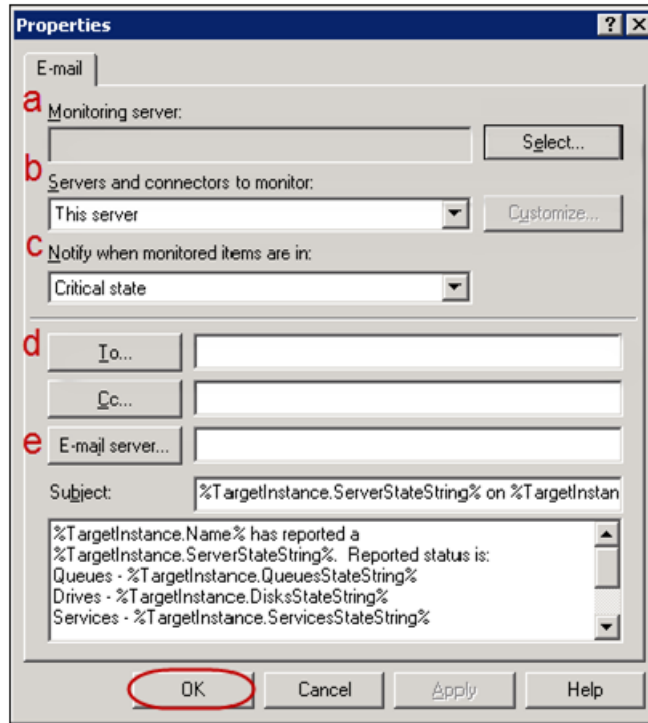 Properties
E-mail
a
Monitoring server:
Select...
b
Servers and connectors to monitor:
This server
Customize...
c
Notify when monitored items are in:
Critical state
d
To...
Cc...
e
E-mail server...
Subject:
%TargetInstance.ServerStateString% on %TargetInstan
%TargetInstance.Name% has reported a
%TargetInstance.ServerStateString%. Reported status is:
Queues - %TargetInstance.QueuesStateString%
Drives - %TargetInstance.DisksStateString%
Services - %TargetInstance.ServicesStateString%
OK
Cancel
Apply
Help